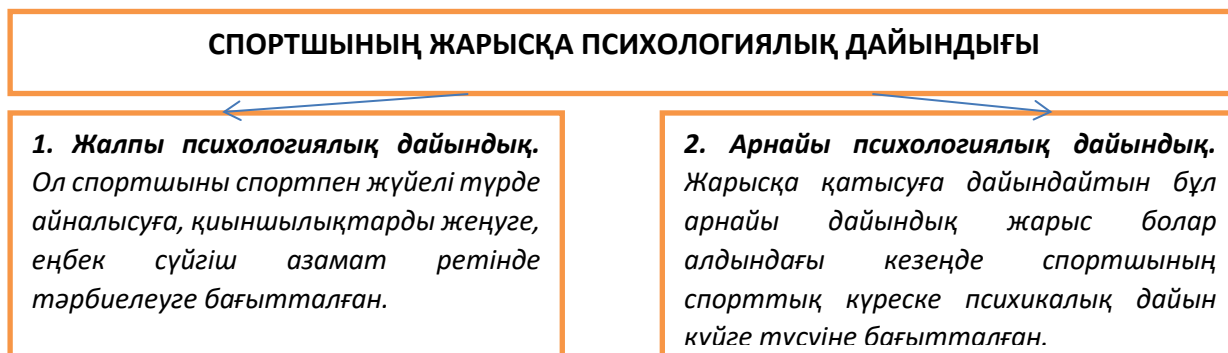 СПОРТШЫНЫҢ ЖАРЫСҚА ПСИХОЛОГИЯЛЫҚ ДАЙЫНДЫҒЫ
1. Жалпы психологиялық дайындық.
Ол спортшыны спортпен жүйелі түрде
айналысуға, қиыншылықтарды жеңуге,
еңбек сүйгіш азамат ретінде
тәрбиелеуге бағытталған.
2. Арнайы психологиялық дайындық.
Жарысқа қатысуға дайындайтын бұл
арнайы дайындық жарыс болар
алдындағы кезеңде спортшының
спорттық күреске психикалық дайын
күйге түсуіне бағытталған.